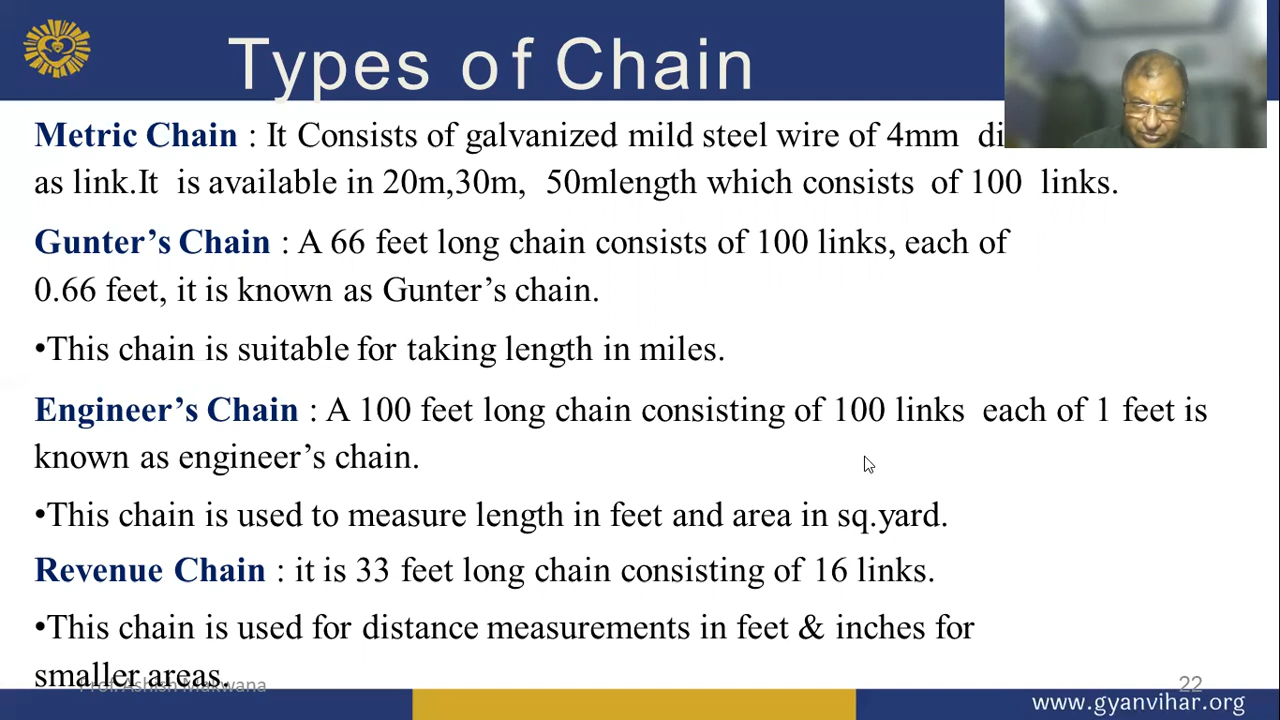 Types of Chain
Metric Chain : It Consists of galvanized mild steel wire of 4mm
as link.It is available in 20m,30m, 50mlength which consists of 100 links.
Gunter’s Chain : A 66 feet long chain consists of 100 links, each of
0.66 feet, it is known as Gunter’s chain.
•This chain is suitable for taking length in miles.
Engineer’s Chain : A 100 feet long chain consisting of 100 links each of 1 feet is
known as engineer’s chain.
•This chain is used to measure length in feet and area in sq.yard.
Revenue Chain : it is 33 feet long chain consisting of 16 links.
•This chain is used for distance measurements in feet & inches for
smaller areas.
Prof. Ashish Makwana
22
www.gyanvihar.org